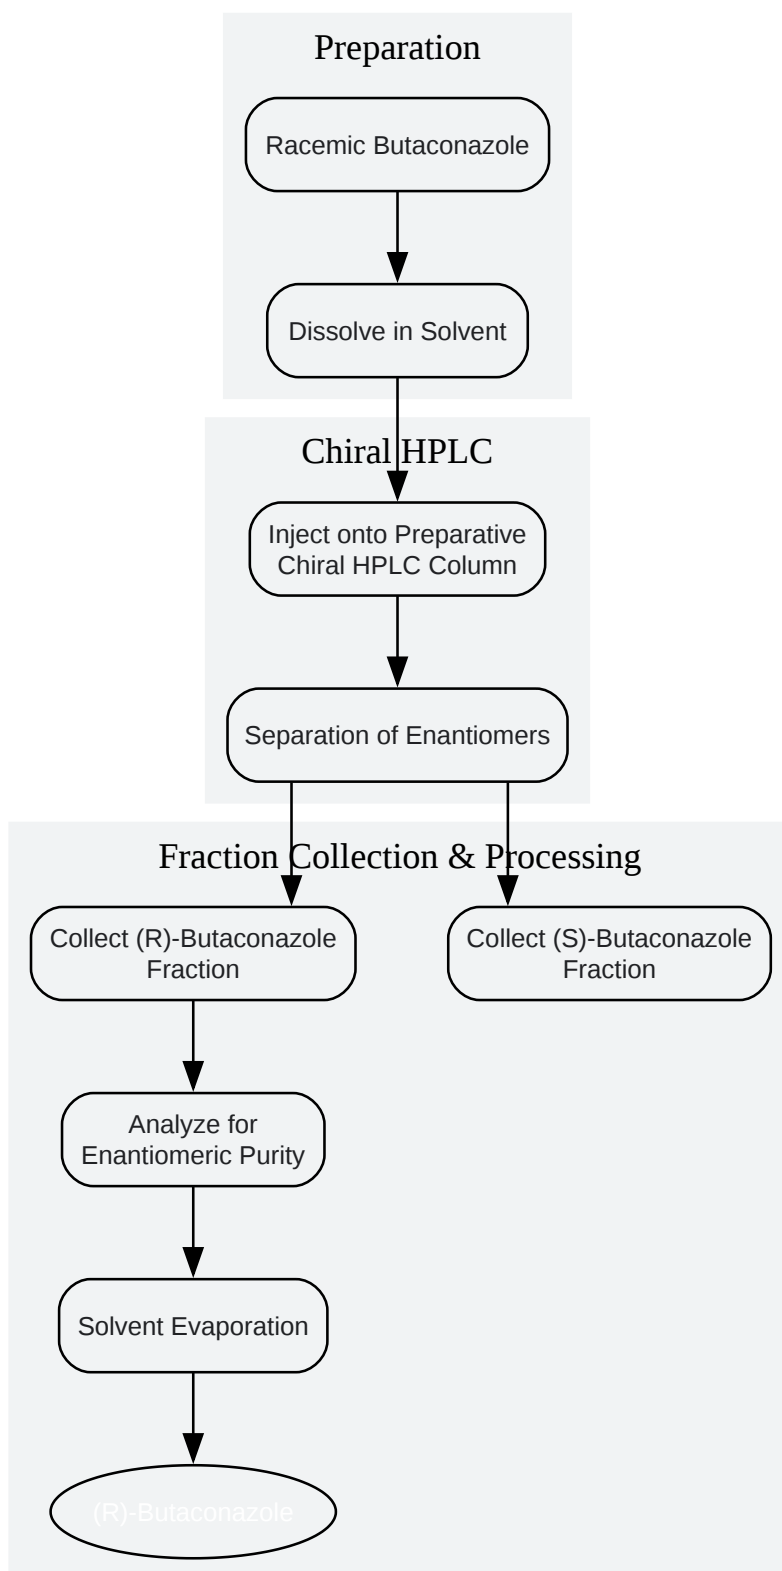 Preparation
Racemic Butaconazole
Dissolve in Solvent
Chiral HPLC
Inject onto Preparative
Chiral HPLC Column
Separation of Enantiomers
Fraction Collection & Processing
Collect (R)-Butaconazole
Fraction
Collect (S)-Butaconazole
Fraction
Analyze for
Enantiomeric Purity
Solvent Evaporation
(R)-Butaconazole